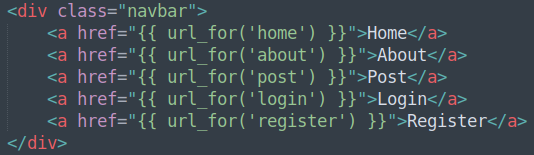 <div class="navbar">
    <a href="{{ url_for('home') }}">Home</a>
    <a href="{{ url_for('about') }}">About</a>
    <a href="{{ url_for('post') }}">Post</a>
    <a href="{{ url_for('login') }}">Login</a>
    <a href="{{ url_for('register') }}">Register</a>
</div>